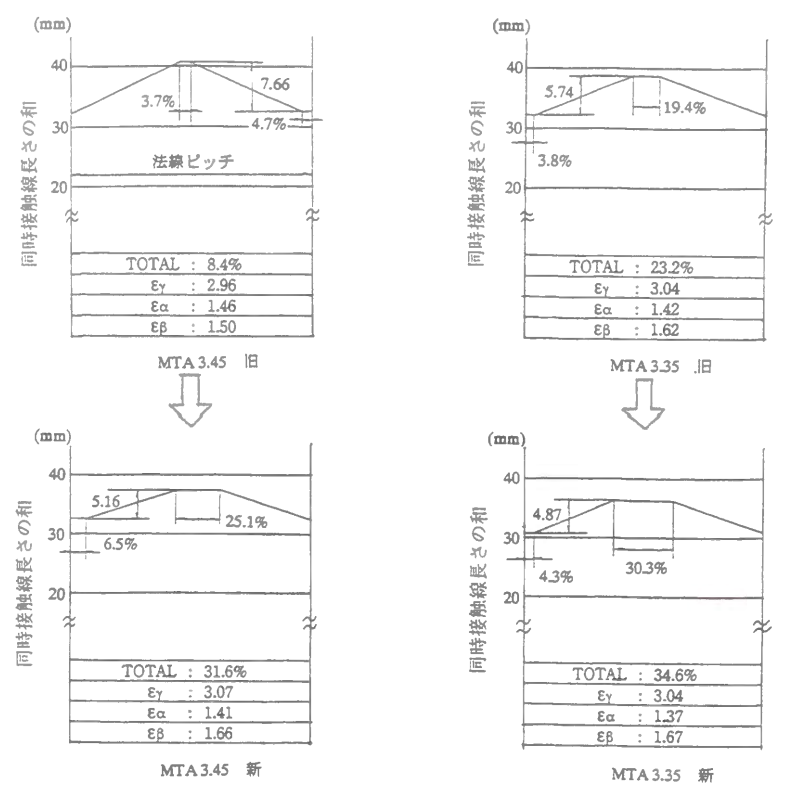 (mm)
同時接触線長さの和
40
30
20
7.66
3.7%
4.7%
法線ピッチ
TOTAL : 8.4%
εγ : 2.96
εα : 1.46
εβ : 1.50
MTA 3.45 旧
(mm)
同時接触線長さの和
40
30
20
5.74
19.4%
3.8%
TOTAL : 23.2%
εγ : 3.04
εα : 1.42
εβ : 1.62
MTA 3.35 旧
(mm)
同時接触線長さの和
40
30
20
5.16
25.1%
6.5%
TOTAL : 31.6%
εγ : 3.07
εα : 1.41
εβ : 1.66
MTA 3.45 新
(mm)
同時接触線長さの和
40
30
20
4.87
30.3%
4.3%
TOTAL : 34.6%
εγ : 3.04
εα : 1.37
εβ : 1.67
MTA 3.35 新